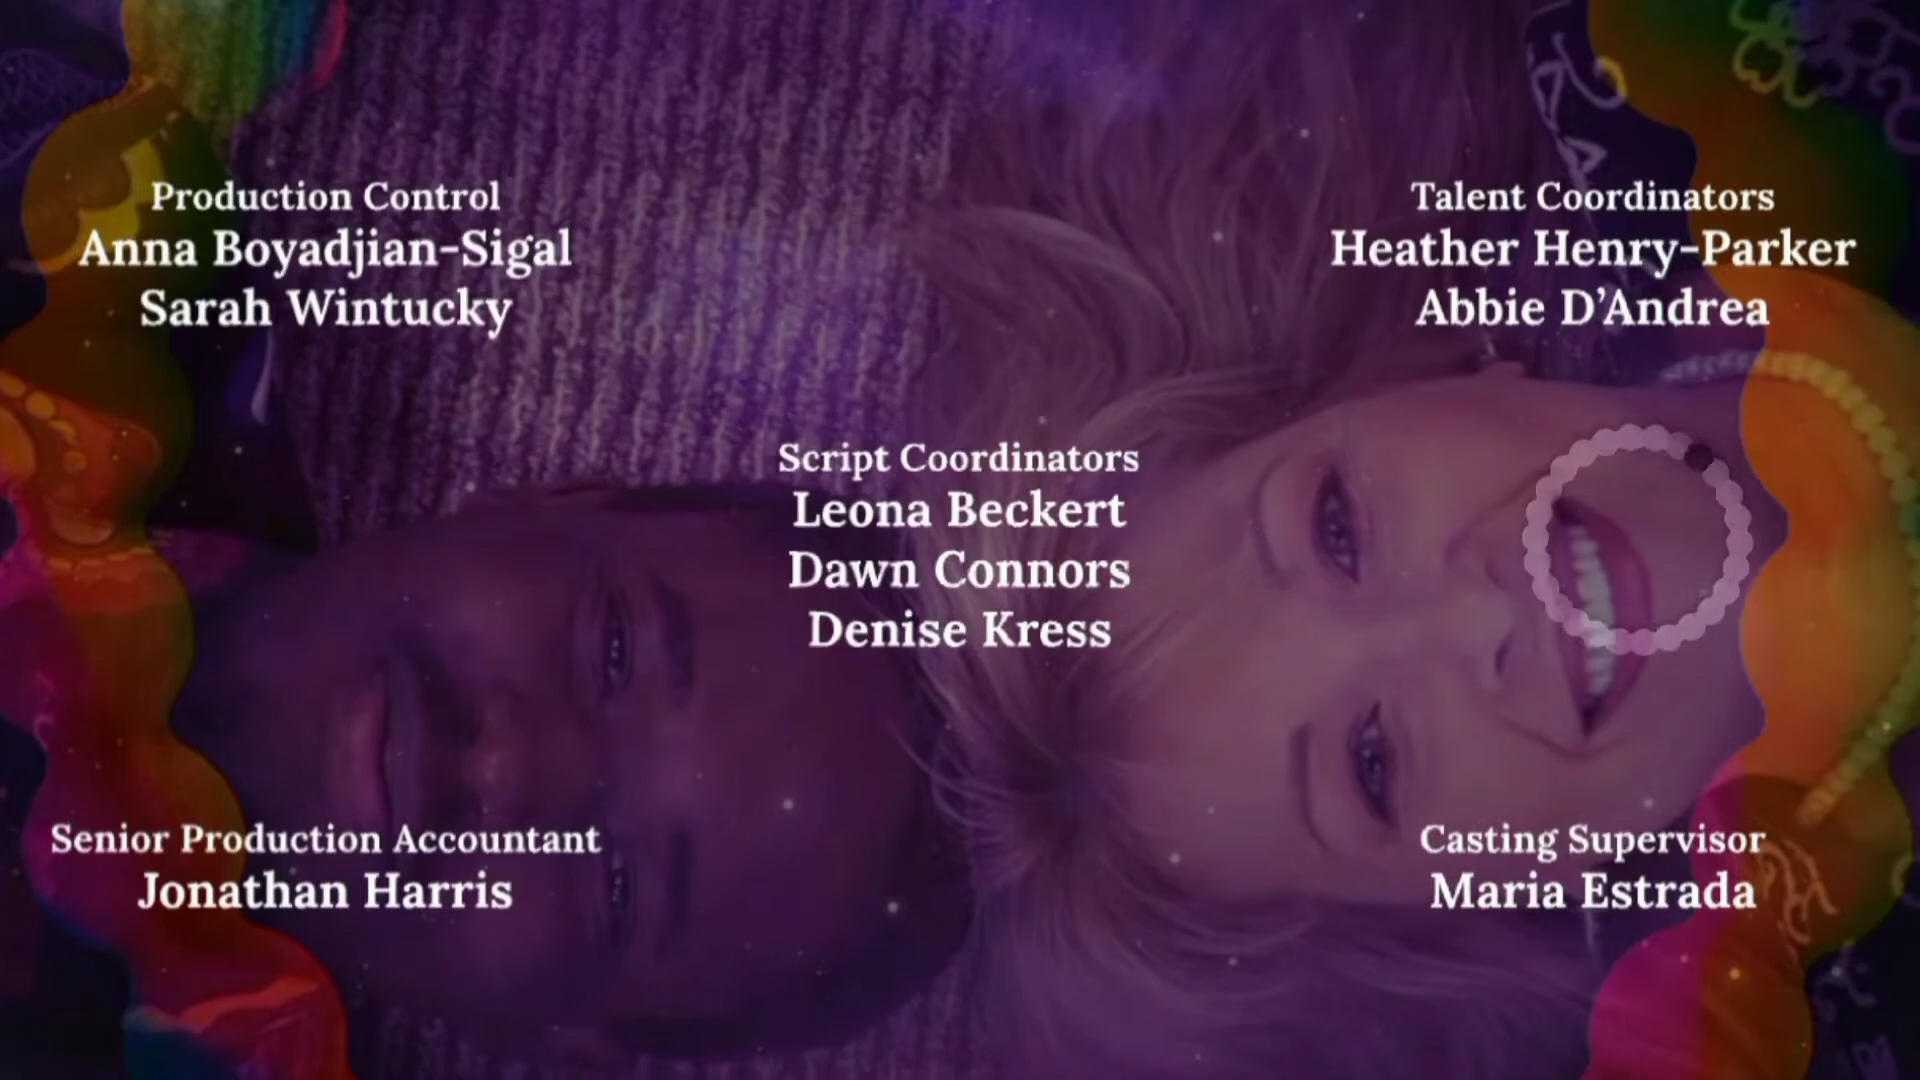 Production Control
Anna Boyadjian-Sigal
Sarah Wintucky
Talent Coordinators
Heather Henry-Parker
Abbie D’Andrea
Script Coordinators
Leona Beckert
Dawn Connors
Denise Kress
Senior Production Accountant
Jonathan Harris
Casting Supervisor
Maria Estrada